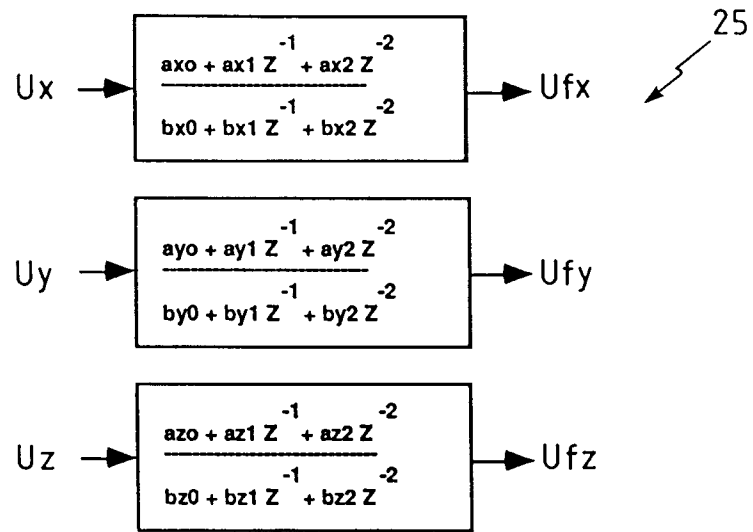 25
Ux
axo + ax1 Z^-1 + ax2 Z^-2
bx0 + bx1 Z^-1 + bx2 Z^-2
Ufx
Uy
ayo + ay1 Z^-1 + ay2 Z^-2
by0 + by1 Z^-1 + by2 Z^-2
Ufy
Uz
azo + az1 Z^-1 + az2 Z^-2
bz0 + bz1 Z^-1 + bz2 Z^-2
Ufz